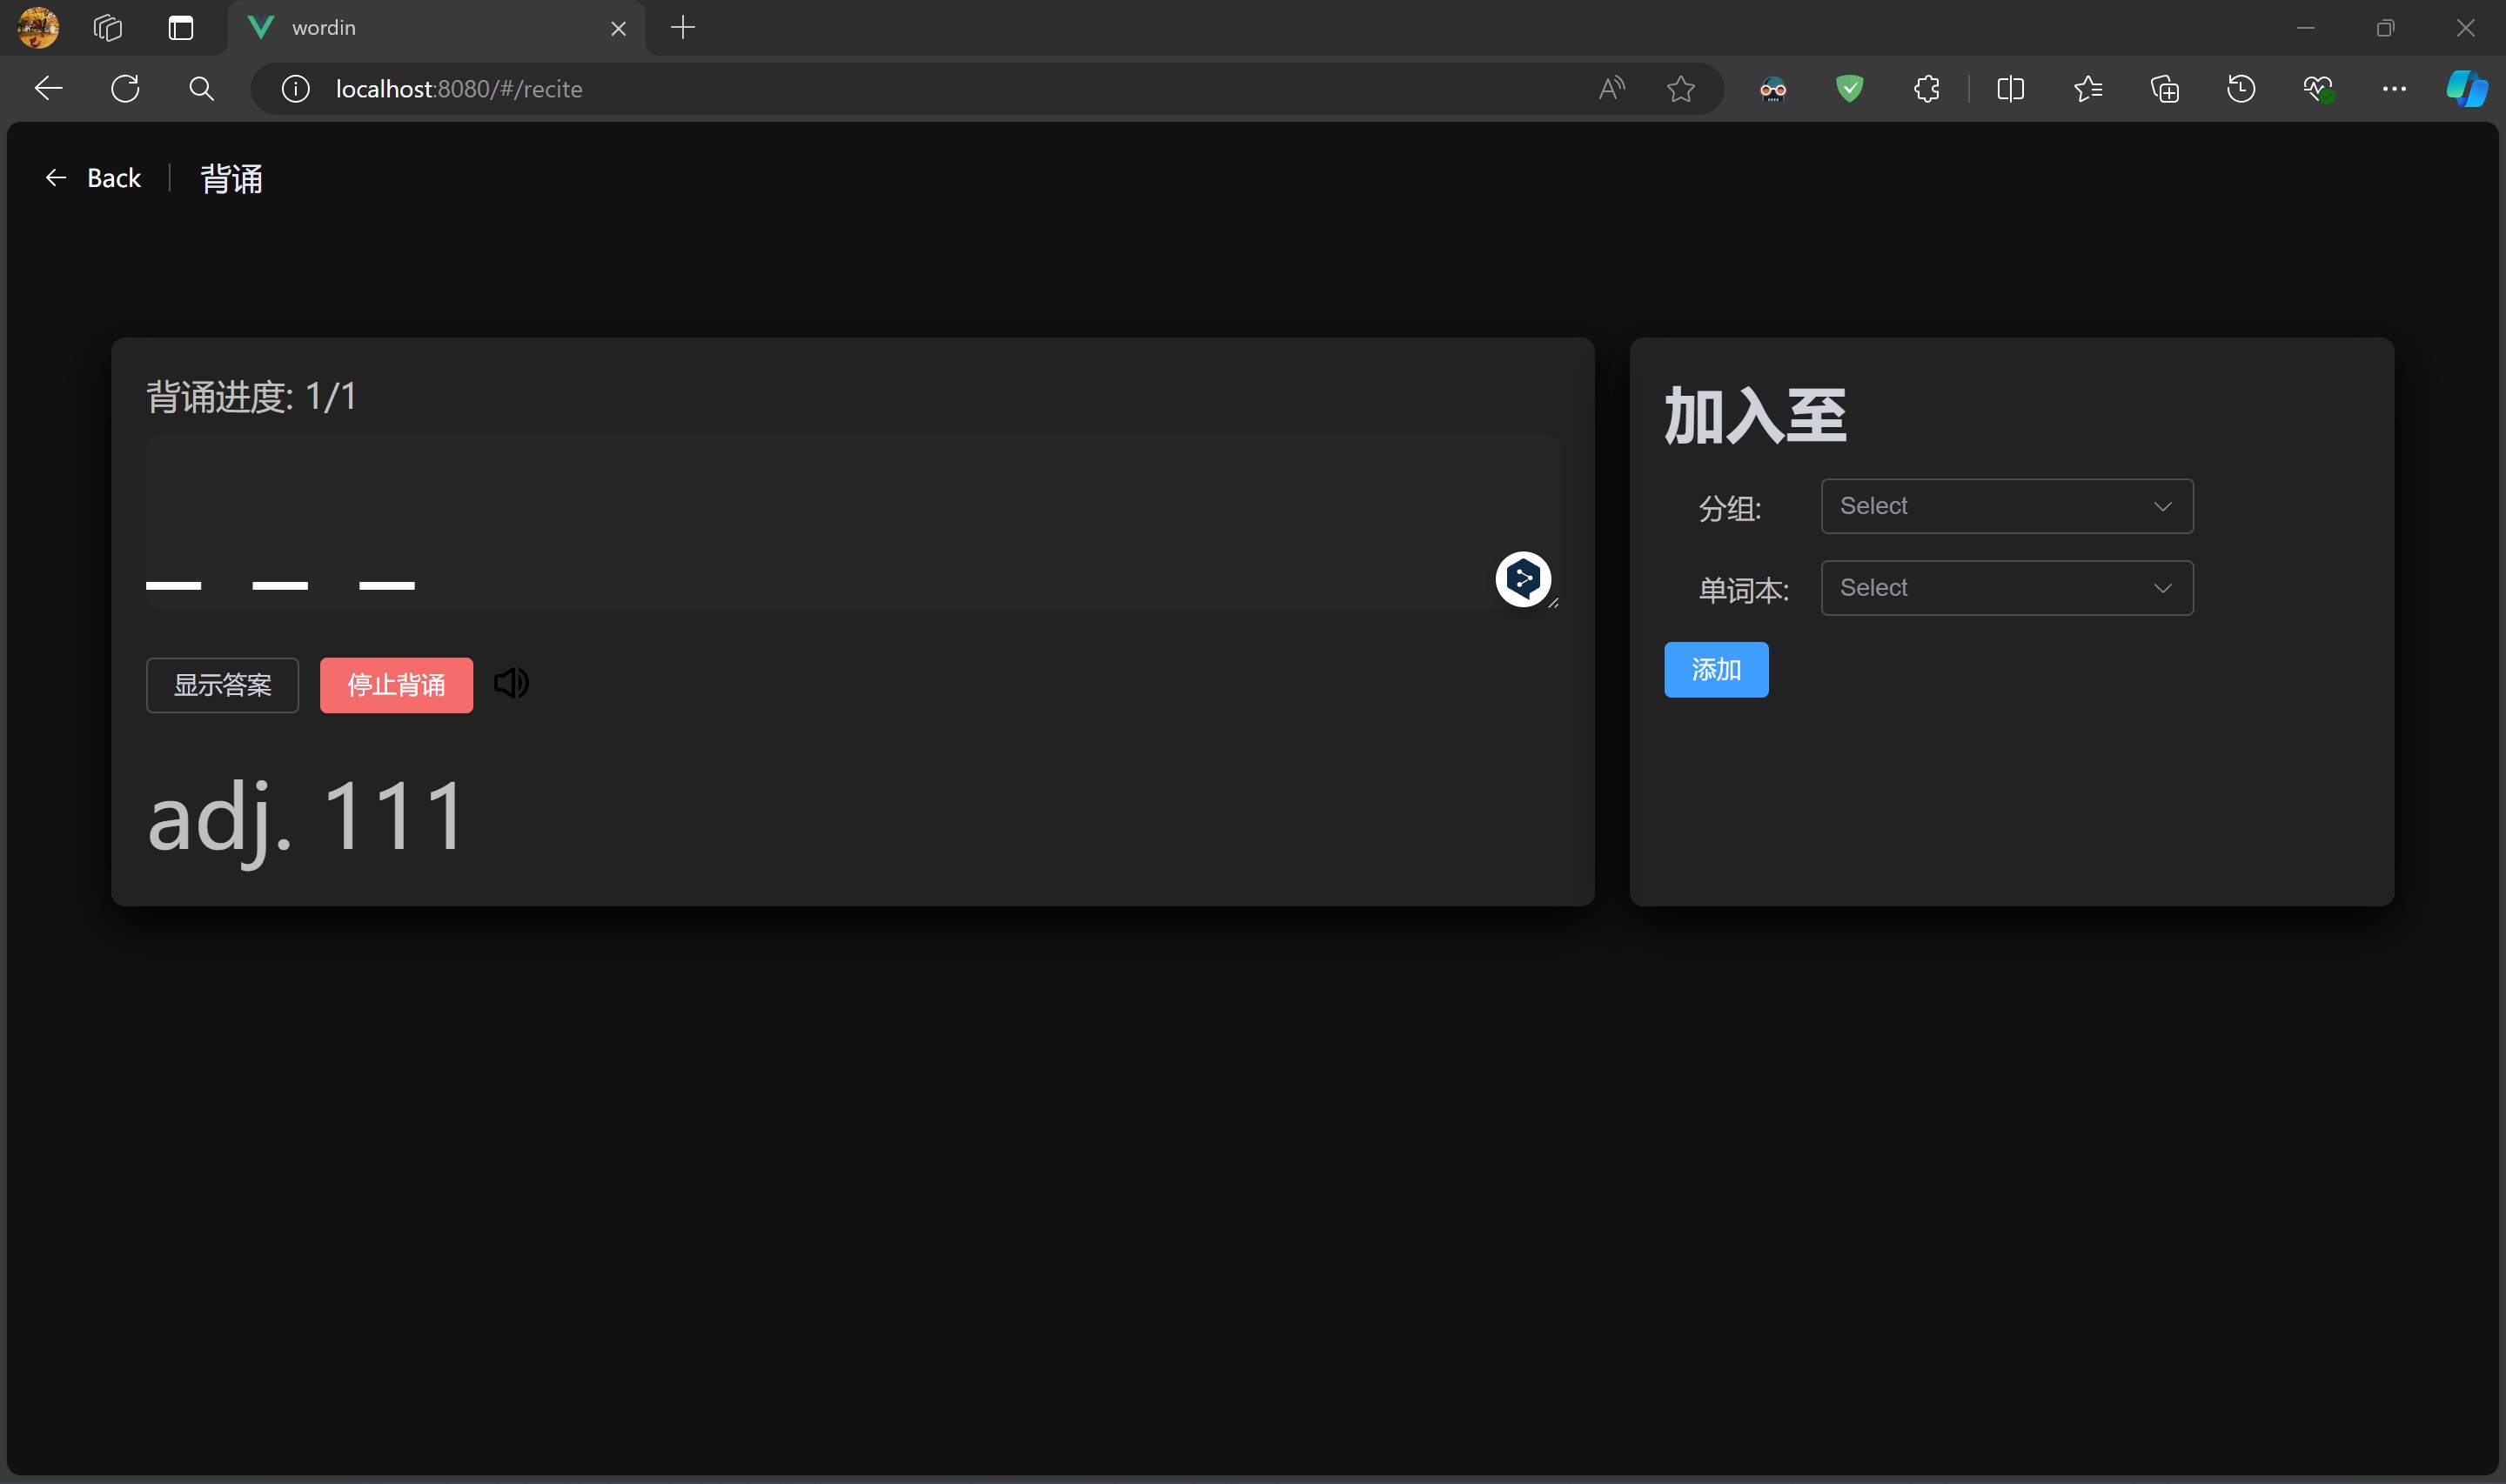 wordin
localhost:8080/#/recite
Back
背诵
背诵进度: 1/1
_ _ _
显示答案
停止背诵
adj. 111
加入至
分组:
Select
单词本:
Select
添加